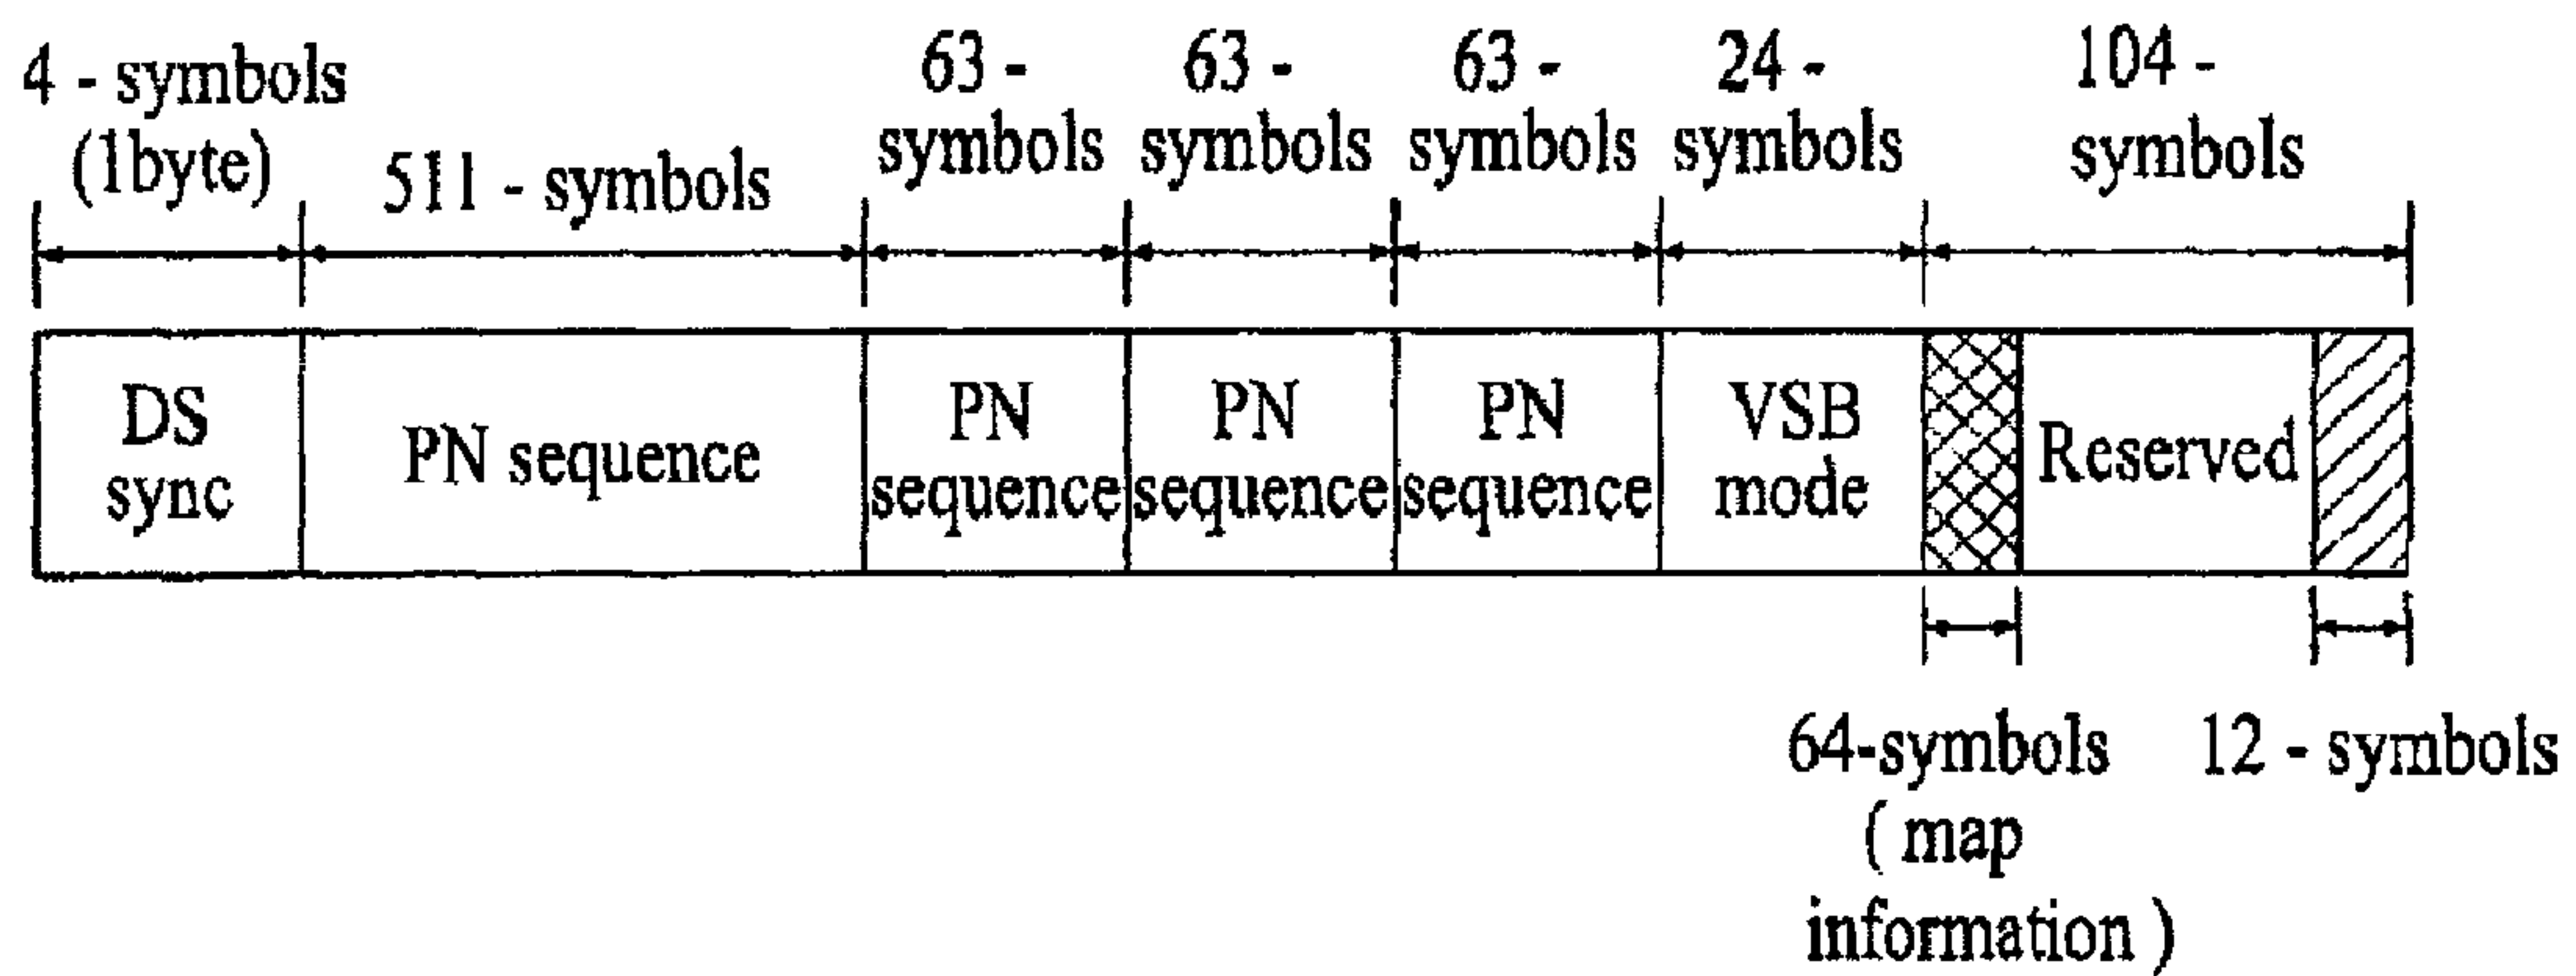 4 - symbols
(1byte)
511 - symbols
63 -
symbols
63 -
symbols
63 -
symbols
24 -
symbols
104 -
symbols
DS
sync
PN sequence
PN
sequence
PN
sequence
PN
sequence
VSB
mode
Reserved
64-symbols
( map
information )
12 - symbols